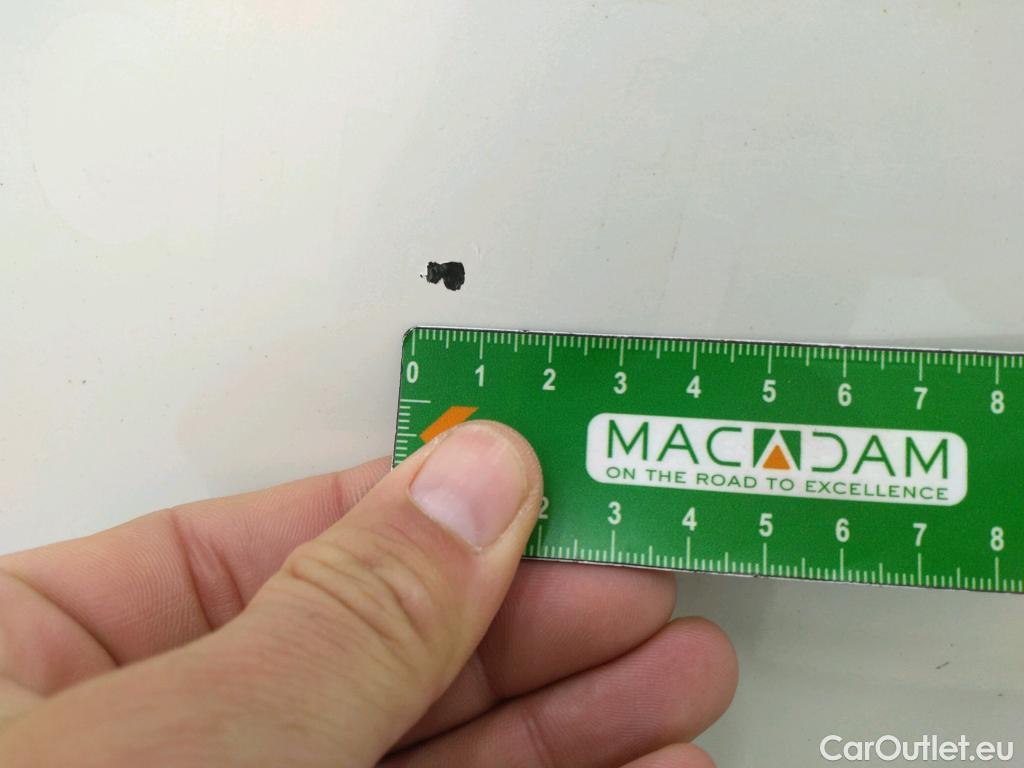 0 1 2 3 4 5 6 7 8
MACADAM
ON THE ROAD TO EXCELLENCE
2 3 4 5 6 7 8
CarOutlet.eu